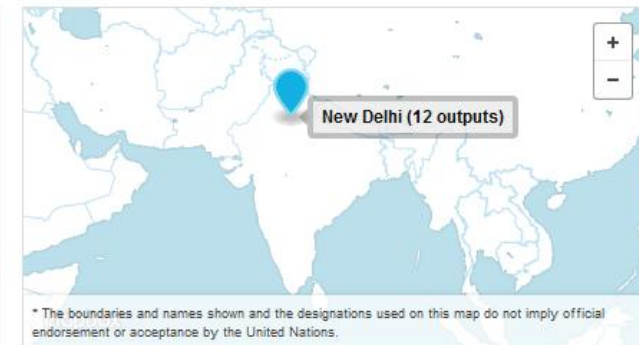 +
−
New Delhi (12 outputs)
* The boundaries and names shown and the designations used on this map do not imply official
endorsement or acceptance by the United Nations.